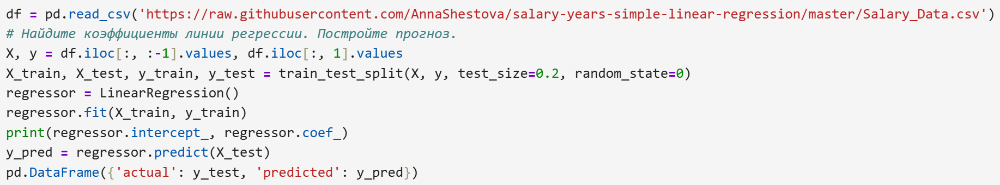 df = pd.read_csv('https://raw.githubusercontent.com/AnnaShestova/salary-years-simple-linear-regression/master/Salary_Data.csv')
# Найдите коэффициенты линии регрессии. Постройте прогноз.
X, y = df.iloc[:, :-1].values, df.iloc[:, 1].values
X_train, X_test, y_train, y_test = train_test_split(X, y, test_size=0.2, random_state=0)
regressor = LinearRegression()
regressor.fit(X_train, y_train)
print(regressor.intercept_, regressor.coef_)
y_pred = regressor.predict(X_test)
pd.DataFrame({'actual': y_test, 'predicted': y_pred})